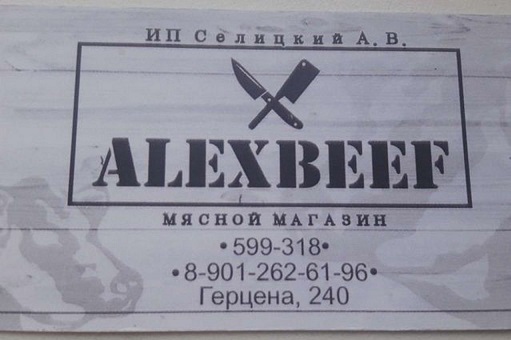 ИП Селицкий А. В.
ALEXBEEF
МЯСНОЙ МАГАЗИН
•599-318•
•8-901-262-61-96•
Герцена, 240